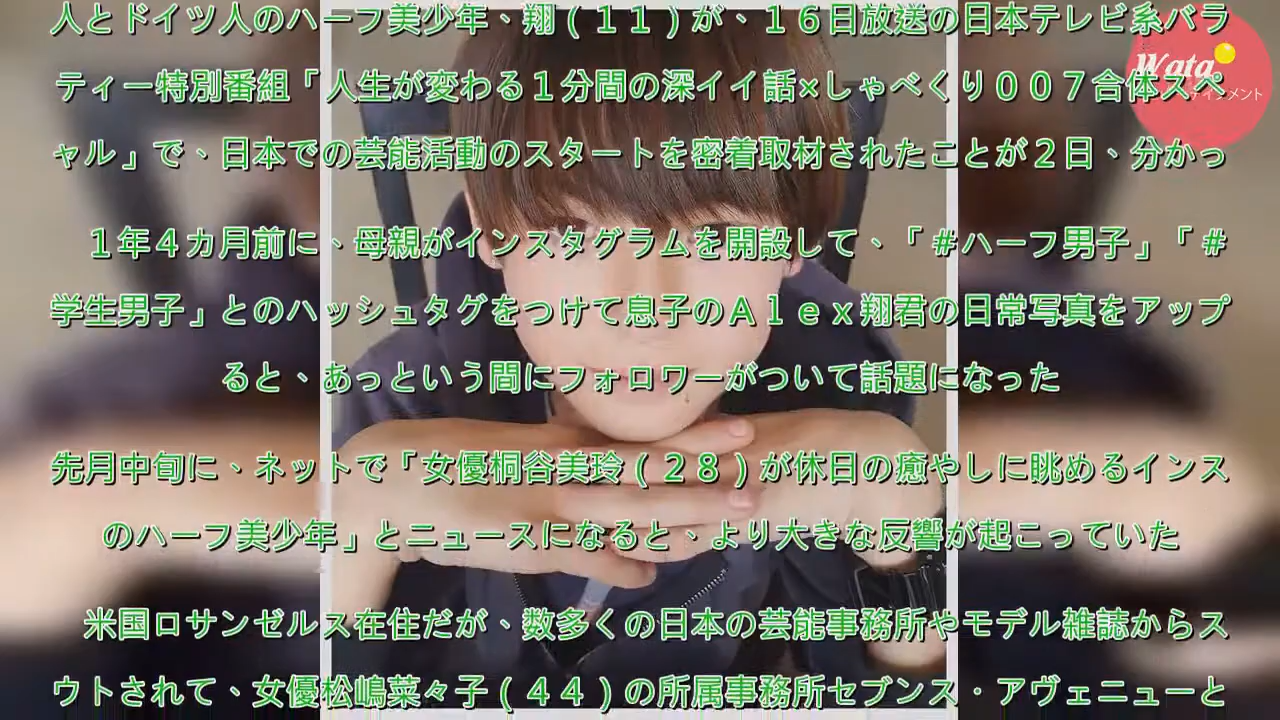 人とドイツ人のハーフ美少年、翔（１１）が、１６日放送の日本テレビ系バラ
ティー特別番組「人生が変わる１分間の深イイ話×しゃべくり００７合体スペ
ャル」で、日本での芸能活動のスタートを密着取材されたことが２日、分かっ
１年４カ月前に、母親がインスタグラムを開設して、「＃ハーフ男子」「＃
学生男子」とのハッシュタグをつけて息子のＡｌｅｘ翔君の日常写真をアップ
ると、あっという間にフォロワーがついて話題になった
先月中旬に、ネットで「女優桐谷美玲（２８）が休日の癒やしに眺めるインス
のハーフ美少年」とニュースになると、より大きな反響が起こっていた
米国ロサンゼルス在住だが、数多くの日本の芸能事務所やモデル雑誌からス
ウトされて、女優松嶋菜々子（４４）の所属事務所セブンス・アヴェニューと
Wata